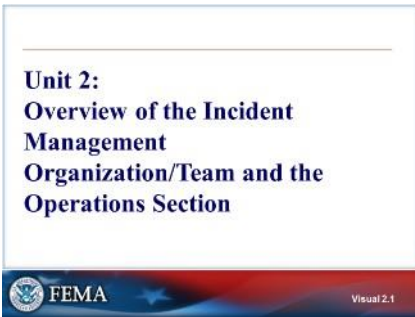 Unit 2:
Overview of the Incident
Management
Organization/Team and the
Operations Section
FEMA
Visual 2.1